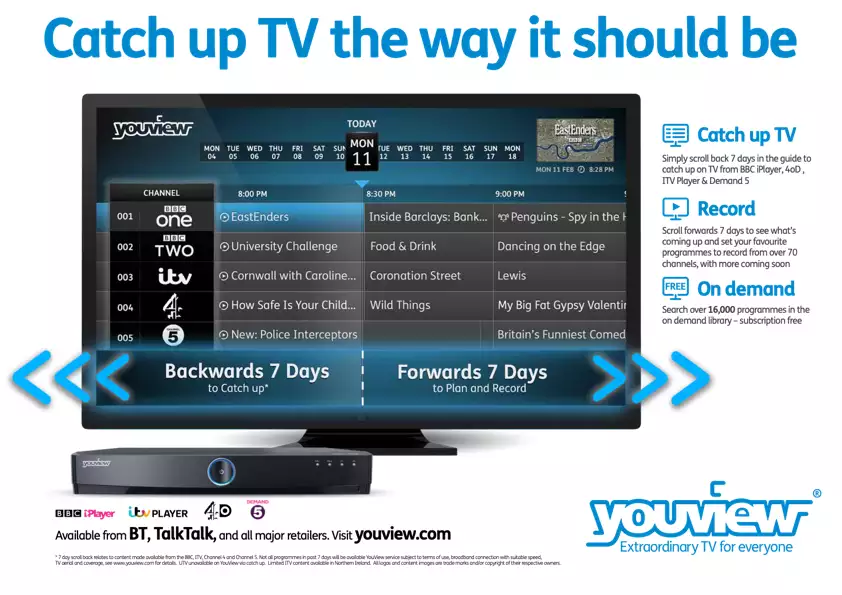 Catch up TV the way it should be
youview
TODAY
MON 04 TUE 05 WED 06 THU 07 FRI 08 SAT 09 SUN 10 MON 11 TUE 12 WED 13 THU 14 FRI 15 SAT 16 SUN 17 MON 18
EastEnders
MON 11 FEB 8:28 PM
CHANNEL 8:00 PM 8:30 PM 9:00 PM 9
001 BBC one EastEnders Inside Barclays: Bank... Penguins - Spy in the H
002 BBC TWO University Challenge Food & Drink Dancing on the Edge
003 itv Cornwall with Caroline... Coronation Street Lewis
004 4 How Safe Is Your Child... Wild Things My Big Fat Gypsy Valentin
005 5 New: Police Interceptors Britain's Funniest Comed
Backwards 7 Days Forwards 7 Days
to Catch up* to Plan and Record
Catch up TV
Simply scroll back 7 days in the guide to
catch up on TV from BBC iPlayer, 4oD ,
ITV Player & Demand 5
Record
Scroll forwards 7 days to see what's
coming up and set your favourite
programmes to record from over 70
channels, with more coming soon
FREE On demand
Search over 16,000 programmes in the
on demand library – subscription free
youview
BBC iPlayer itv PLAYER 4oD DEMAND 5
Available from BT, TalkTalk, and all major retailers. Visit youview.com
youview®
Extraordinary TV for everyone
* 7 day scroll back relates to content made available from the BBC, ITV, Channel 4 and Channel 5. Not all programmes in past 7 days will be available YouView service subject to terms of use, broadband connection with suitable speed,
TV aerial and coverage, see www.youview.com for details. UTV unavailable on YouView via catch up. Limited ITV content available in Northern Ireland. All logos and content images are trade marks and/or copyright of their respective owners.